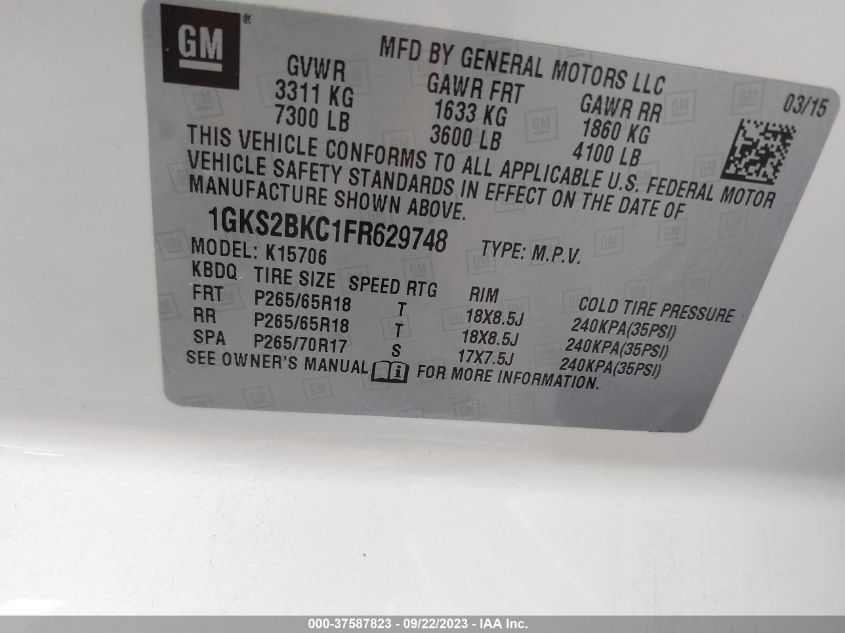 GM
MFD BY GENERAL MOTORS LLC
03/15
GVWR GAWR FRT GAWR RR
3311 KG 1633 KG 1860 KG
7300 LB 3600 LB 4100 LB
THIS VEHICLE CONFORMS TO ALL APPLICABLE U.S. FEDERAL MOTOR
VEHICLE SAFETY STANDARDS IN EFFECT ON THE DATE OF
MANUFACTURE SHOWN ABOVE.
1GKS2BKC1FR629748 TYPE: M.P.V.
MODEL: K15706
KBDQ TIRE SIZE SPEED RTG RIM COLD TIRE PRESSURE
FRT P265/65R18 T 18X8.5J 240KPA(35PSI)
RR P265/65R18 T 18X8.5J 240KPA(35PSI)
SPA P265/70R17 S 17X7.5J 240KPA(35PSI)
SEE OWNER'S MANUAL i FOR MORE INFORMATION.
000-37587823 - 09/22/2023 - IAA Inc.